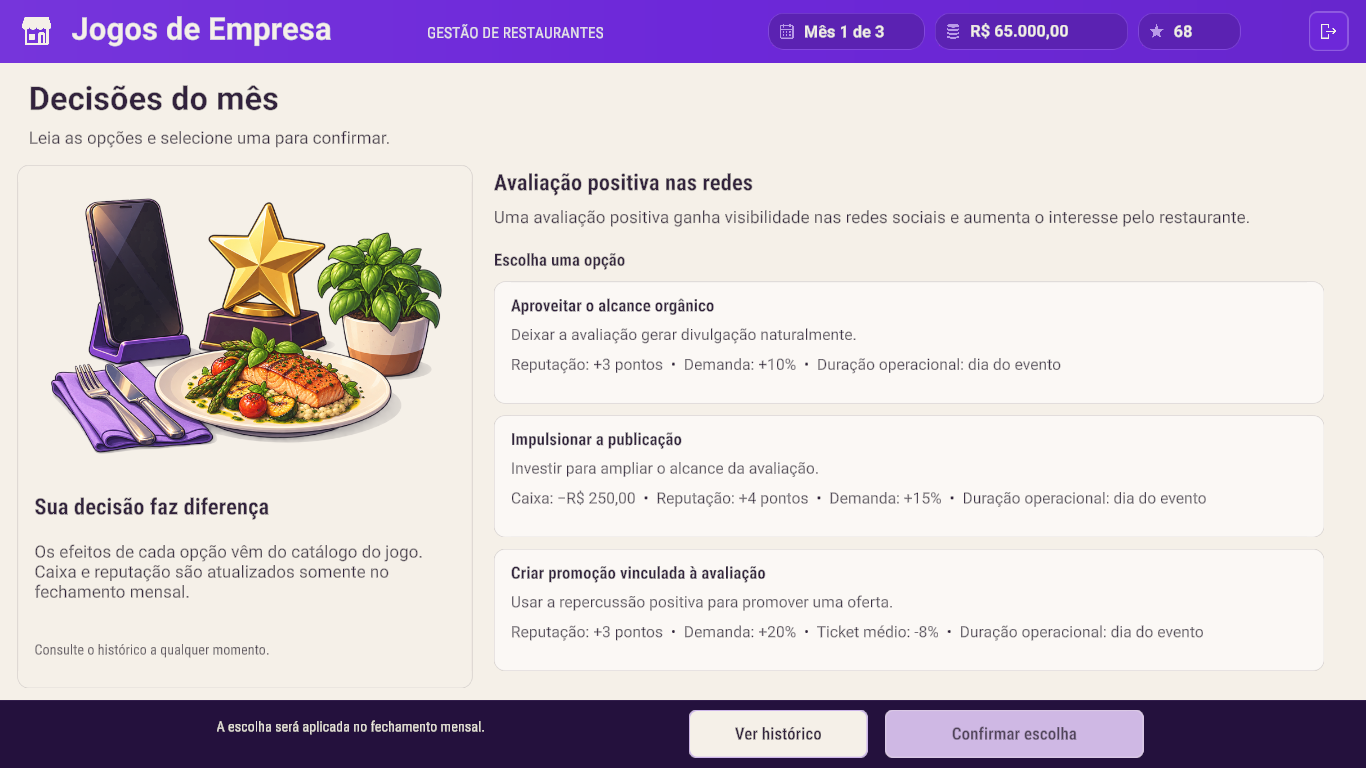 Jogos de Empresa
GESTÃO DE RESTAURANTES
Mês 1 de 3
R$ 65.000,00
68
Decisões do mês
Leia as opções e selecione uma para confirmar.
Sua decisão faz diferença
Os efeitos de cada opção vêm do catálogo do jogo.
Caixa e reputação são atualizados somente no
fechamento mensal.
Consulte o histórico a qualquer momento.
Avaliação positiva nas redes
Uma avaliação positiva ganha visibilidade nas redes sociais e aumenta o interesse pelo restaurante.
Escolha uma opção
Aproveitar o alcance orgânico
Deixar a avaliação gerar divulgação naturalmente.
Reputação: +3 pontos • Demanda: +10% • Duração operacional: dia do evento
Impulsionar a publicação
Investir para ampliar o alcance da avaliação.
Caixa: −R$ 250,00 • Reputação: +4 pontos • Demanda: +15% • Duração operacional: dia do evento
Criar promoção vinculada à avaliação
Usar a repercussão positiva para promover uma oferta.
Reputação: +3 pontos • Demanda: +20% • Ticket médio: -8% • Duração operacional: dia do evento
A escolha será aplicada no fechamento mensal.
Ver histórico
Confirmar escolha